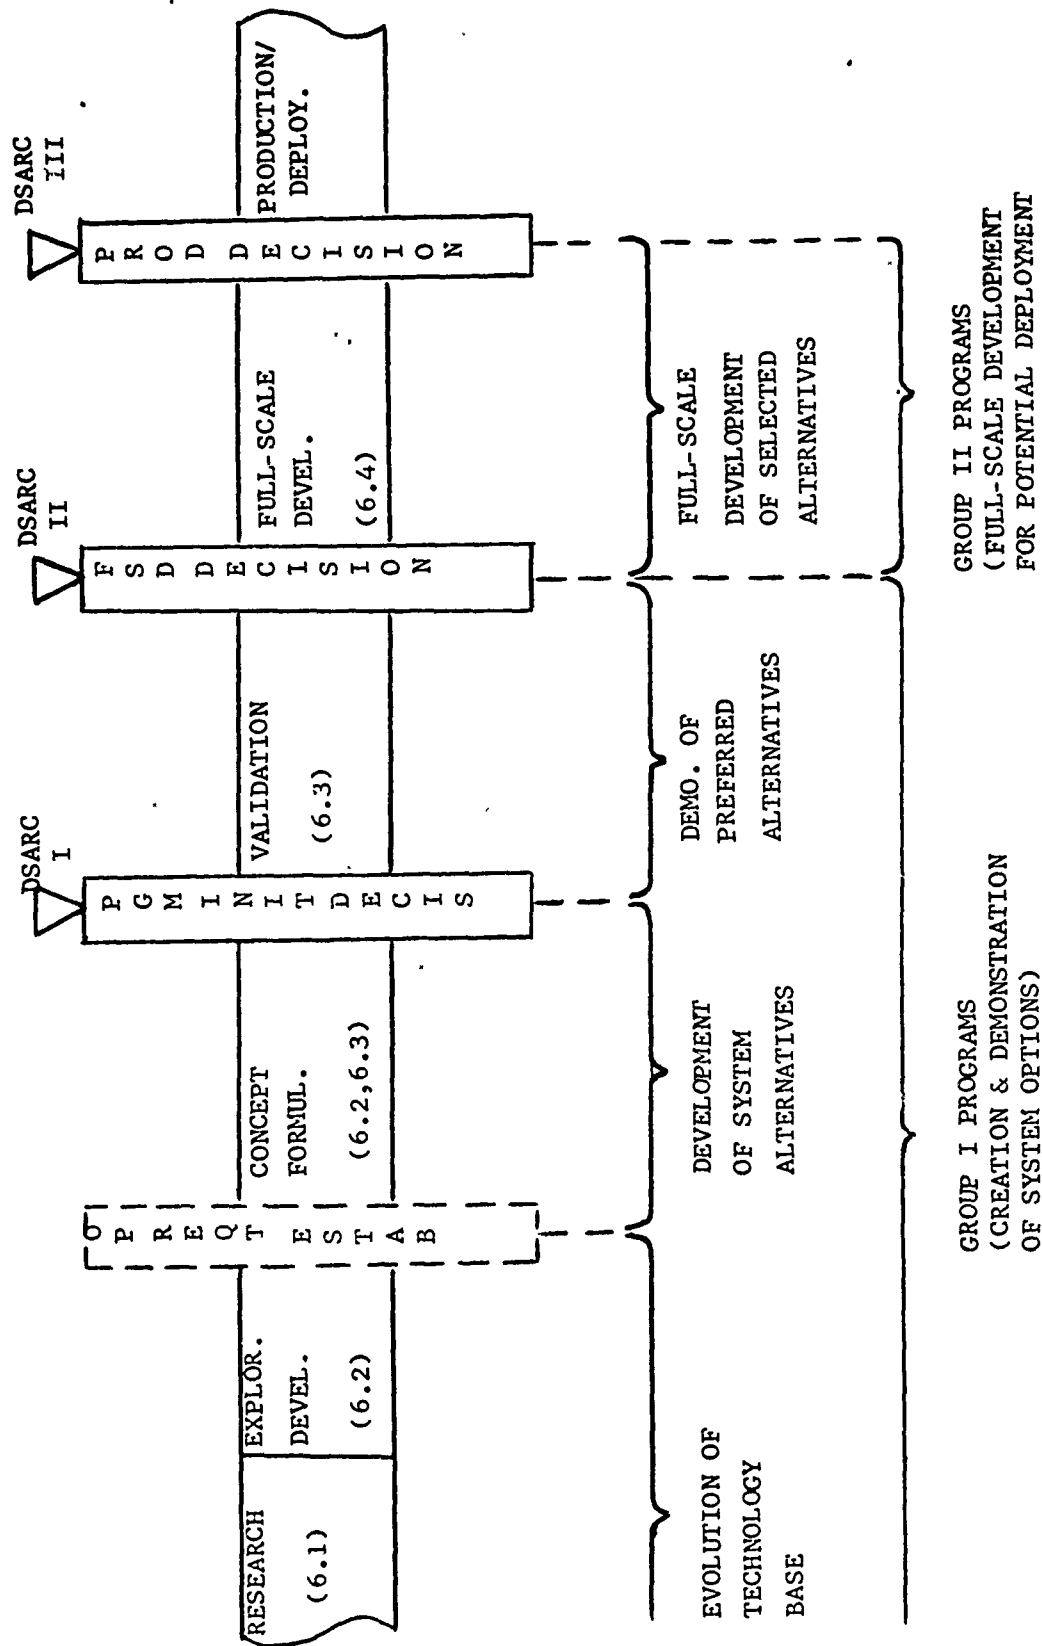 DSARC
I
DSARC
II
DSARC
III
OP REQT ESTAB
PGM INIT DECIS
FSD DECISION
PROD DECISION
RESEARCH
(6.1)
EXPLOR.
DEVEL.
(6.2)
CONCEPT
FORMUL.
(6.2,6.3)
VALIDATION
(6.3)
FULL-SCALE
DEVEL.
(6.4)
PRODUCTION/
DEPLOY.
EVOLUTION OF
TECHNOLOGY
BASE
DEVELOPMENT
OF SYSTEM
ALTERNATIVES
DEMO. OF
PREFERRED
ALTERNATIVES
FULL-SCALE
DEVELOPMENT
OF SELECTED
ALTERNATIVES
GROUP I PROGRAMS
(CREATION & DEMONSTRATION
OF SYSTEM OPTIONS)
GROUP II PROGRAMS
(FULL-SCALE DEVELOPMENT
FOR POTENTIAL DEPLOYMENT